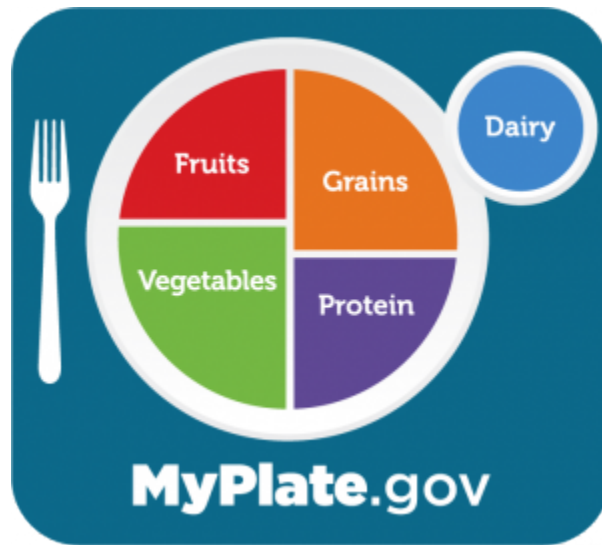 Fruits
Grains
Dairy
Vegetables
Protein
MyPlate.gov